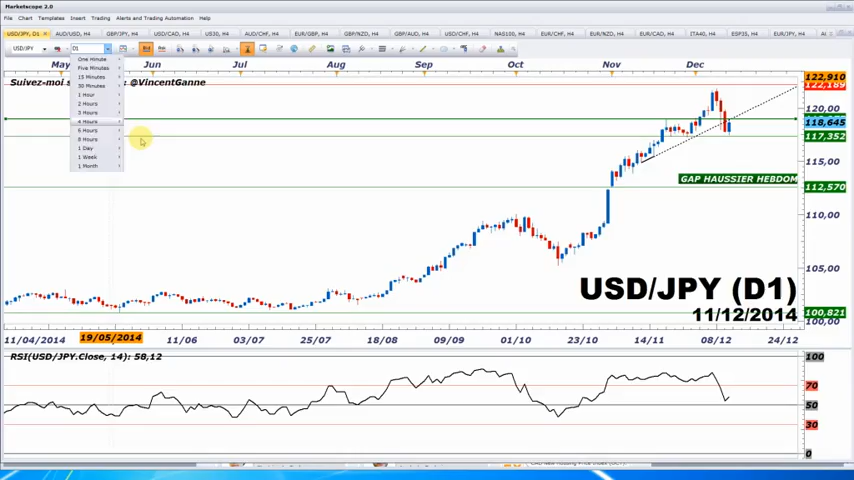 Marketscope 2.0
File Chart Templates Insert Trading Alerts and Trading Automation Help
USD/JPY, D1 AUD/USD, H4 GBP/JPY, H4 USD/CAD, H4 US30, H4 AUD/CHF, H4 EUR/GBP, H4 GBP/NZD, H4 GBP/AUD, H4 USD/CHF, H4 NAS100, H4 EUR/CHF, H4 EUR/NZD, H4 EUR/CAD, H4 ITA40, H4 ESP35, H4 EUR/JPY, H4
USD/JPY D1
May Jun Jul Aug Sep Oct Nov Dec
Suivez-moi s : @VincentGanne
One Minute
Five Minutes
15 Minutes
30 Minutes
1 Hour
2 Hours
3 Hours
4 Hours
6 Hours
8 Hours
1 Day
1 Week
1 Month
122,910
122,189
120,00
118,645
117,352
115,00
GAP HAUSSIER HEBDOM
112,570
110,00
105,00
USD/JPY (D1)
11/12/2014
100,821
100,00
11/04/2014 19/05/2014 11/06 03/07 25/07 18/08 09/09 01/10 23/10 14/11 08/12 24/12
RSI(USD/JPY.Close, 14): 58,12
100
70
50
30
0